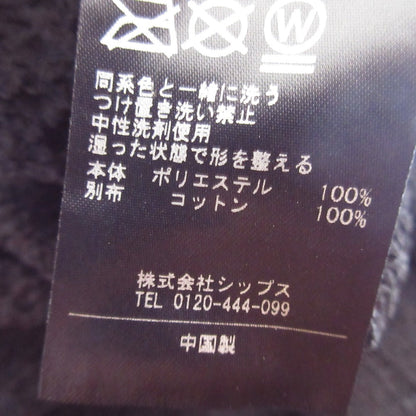 W
同系色と一緒に洗う
つけ置き洗い禁止
中性洗剤使用
湿った状態で形を整える
本体 ポリエステル 100%
別布 コットン 100%
株式会社シップス
TEL 0120-444-099
中国製